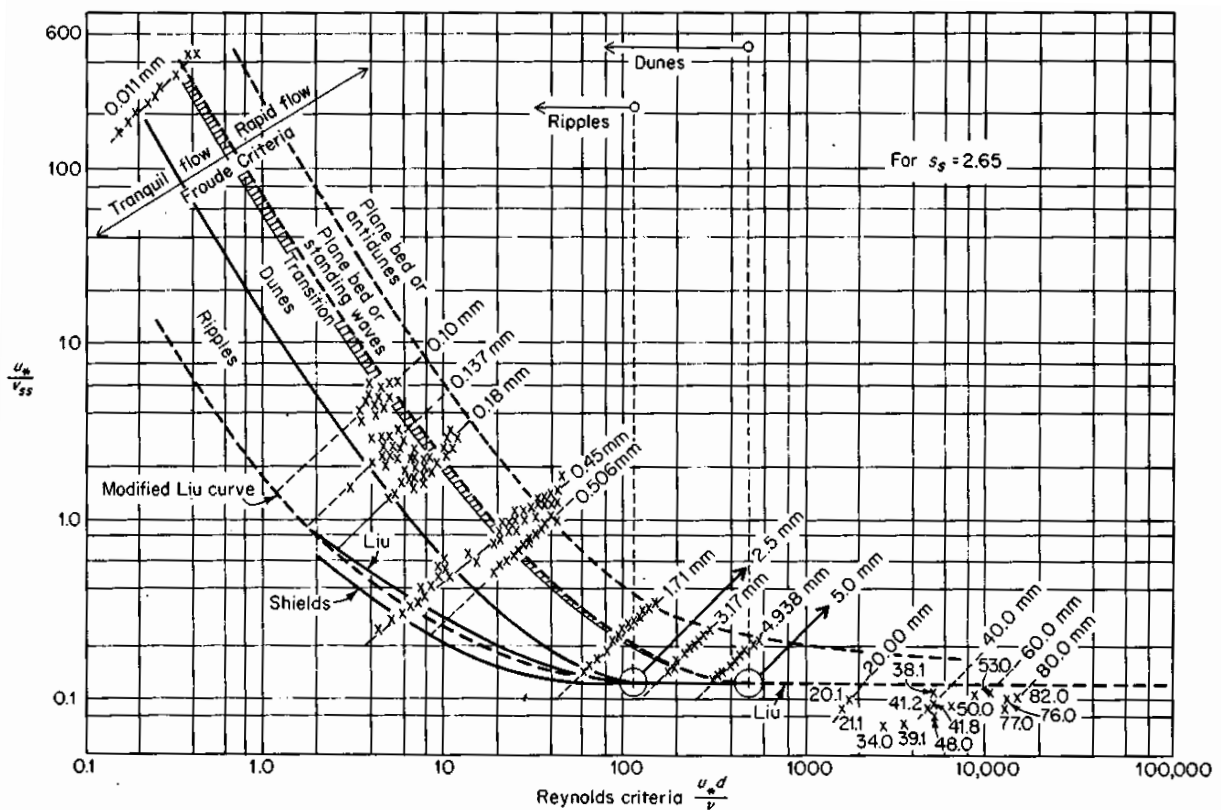 600
100
10
1.0
0.1
u*
v_ss
0.1
1.0
10
100
1000
10,000
100,000
Reynolds criteria u* d / ν
0.011 mm
Rapid flow
Tranquil flow
Froude Criteria
Dunes
Ripples
For s_s = 2.65
Plane bed or
antidunes
Plane bed or
standing waves
Transition
Dunes
Ripples
0.10 mm
0.137 mm
0.18 mm
0.45 mm
0.506 mm
Modified Liu curve
Liu
Shields
1.71 mm
2.5 mm
3.17 mm
4.938 mm
5.0 mm
20.00 mm
40.0 mm
60.0 mm
80.0 mm
38.1
53.0
20.1
41.2
50.0
82.0
Liu
21.1
41.8
77.0
76.0
34.0
39.1
48.0